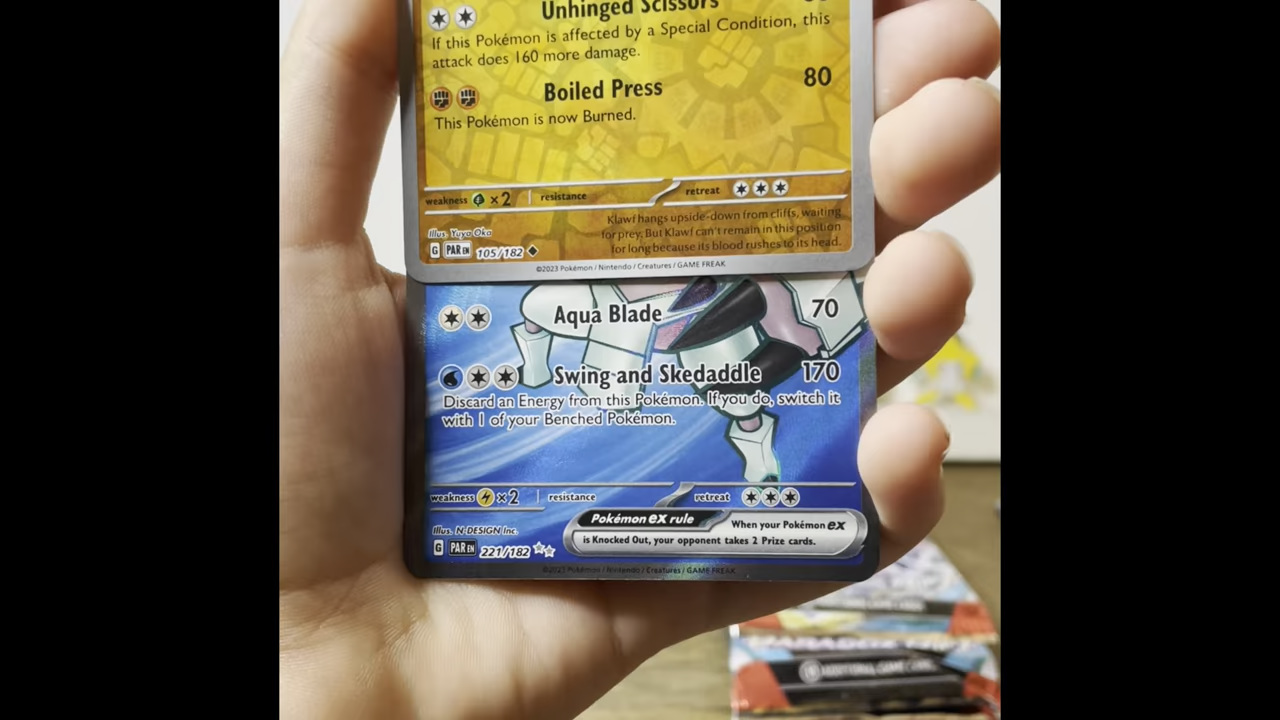 Unhinged Scissors
If this Pokémon is affected by a Special Condition, this
attack does 160 more damage.
Boiled Press 80
This Pokémon is now Burned.
weakness ×2 resistance retreat
Klawf hangs upside-down from cliffs, waiting
for prey. But Klawf can't remain in this position
for long because its blood rushes to its head.
Illus. Yuya Oka
G PAR EN 105/182
©2023 Pokémon / Nintendo / Creatures / GAME FREAK
Aqua Blade 70
Swing and Skedaddle 170
Discard an Energy from this Pokémon. If you do, switch it
with 1 of your Benched Pokémon.
weakness ×2 resistance retreat
Pokémon ex rule When your Pokémon ex
is Knocked Out, your opponent takes 2 Prize cards.
Illus. N-DESIGN Inc.
G PAR EN 221/182
©2023 Pokémon / Nintendo / Creatures / GAME FREAK
ADDITIONAL GAME CARDS